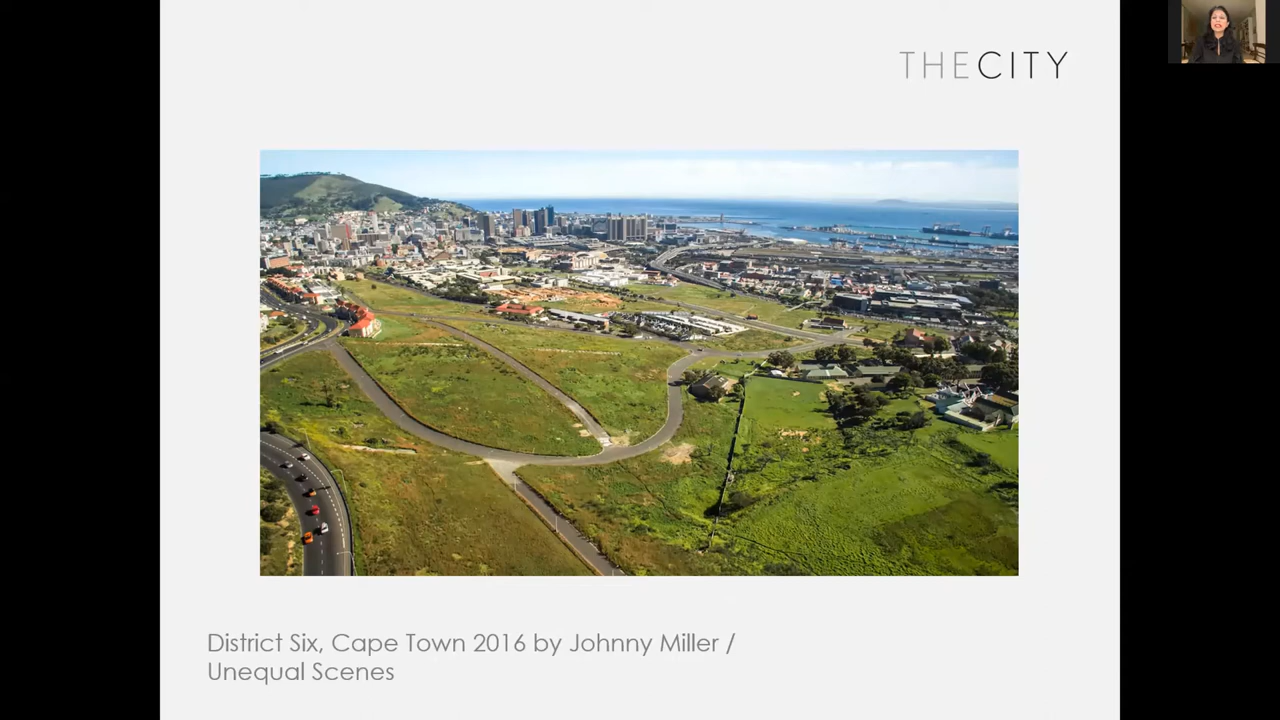 THECITY
District Six, Cape Town 2016 by Johnny Miller /
Unequal Scenes